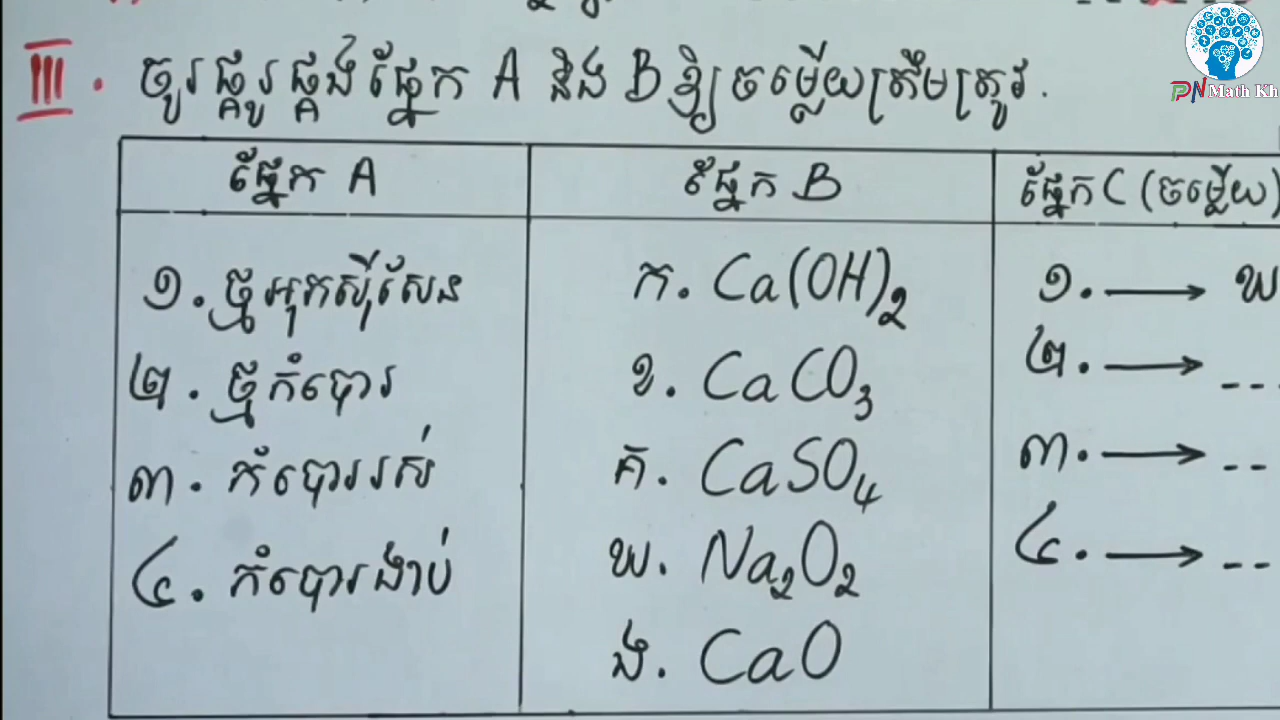 PN Math Kh
III. ចូរផ្គូរផ្គងផ្នែក A និង B ឱ្យចម្លើយត្រឹមត្រូវ.
ផ្នែក A ផ្នែក B ផ្នែក C (ចម្លើយ)
១. ថ្មអុកស៊ីសែន ក. Ca(OH)₂ ១. → ឃ
២. ថ្មកំបោរ ខ. CaCO₃ ២. → ---
៣. កំបោររស់ គ. CaSO₄ ៣. → --
៤. កំបោរងាប់ ឃ. Na₂O₂ ៤. → --
ង. CaO